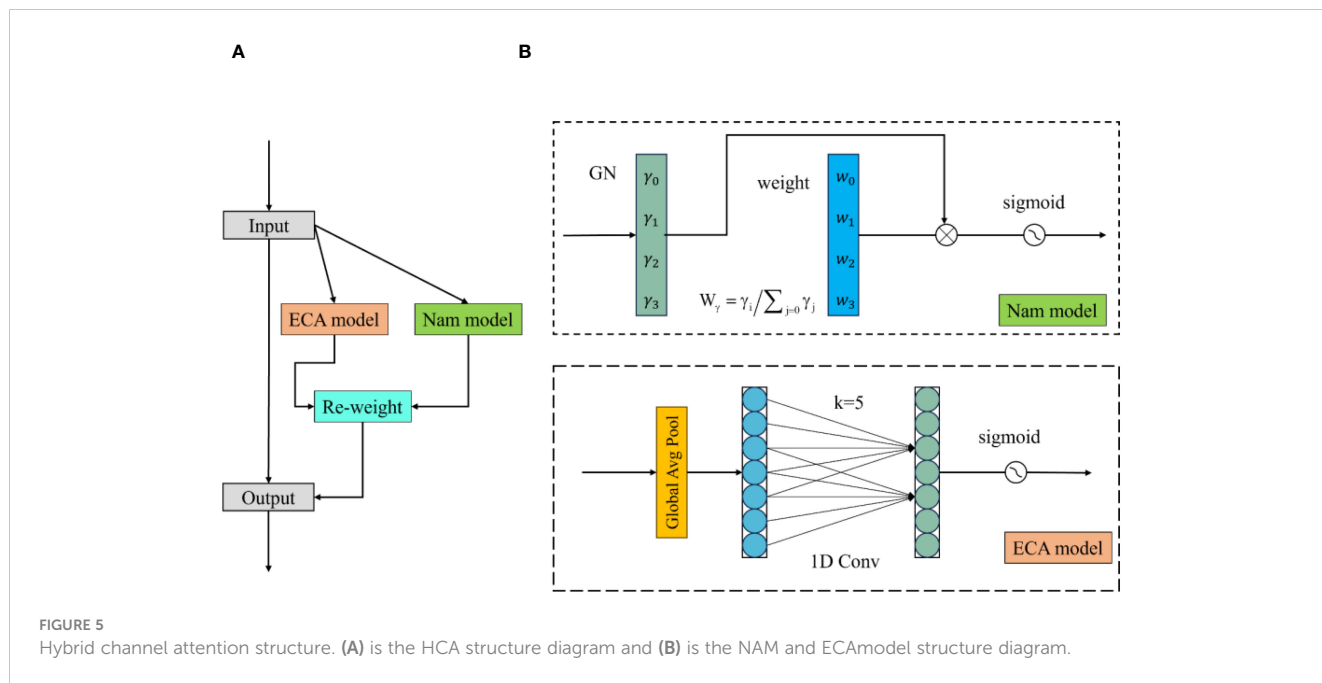 A
B
Input
ECA model
Nam model
Re-weight
Output
GN
γ₀
γ₁
γ₂
γ₃
weight
w₀
w₁
w₂
w₃
W_γ = γᵢ/∑_{j=0} γⱼ
sigmoid
Nam model
Global Avg Pool
k=5
1D Conv
sigmoid
ECA model
FIGURE 5
Hybrid channel attention structure. (A) is the HCA structure diagram and (B) is the NAM and ECAmodel structure diagram.